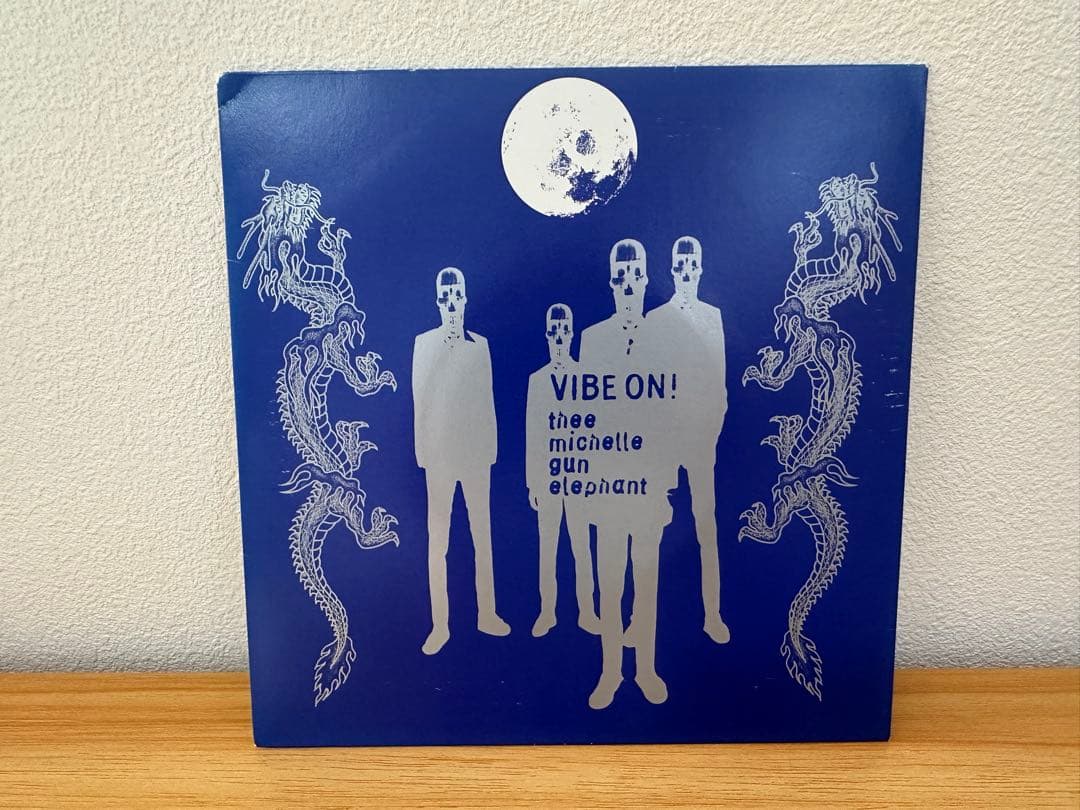 VIBE ON!
thee
michelle
gun
elephant